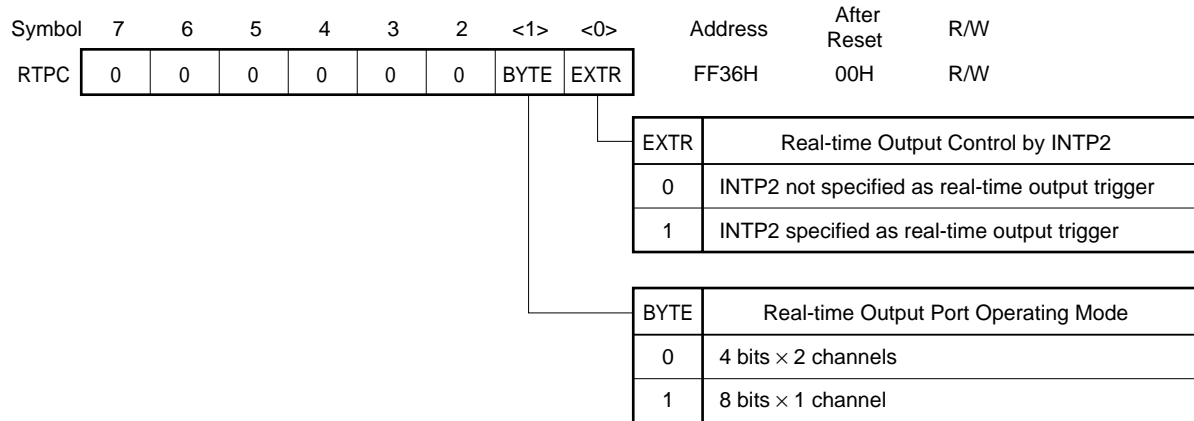 Symbol 7 6 5 4 3 2 <1> <0> Address After Reset R/W
RTPC 0 0 0 0 0 0 BYTE EXTR FF36H 00H R/W
EXTR Real-time Output Control by INTP2
0 INTP2 not specified as real-time output trigger
1 INTP2 specified as real-time output trigger
BYTE Real-time Output Port Operating Mode
0 4 bits × 2 channels
1 8 bits × 1 channel